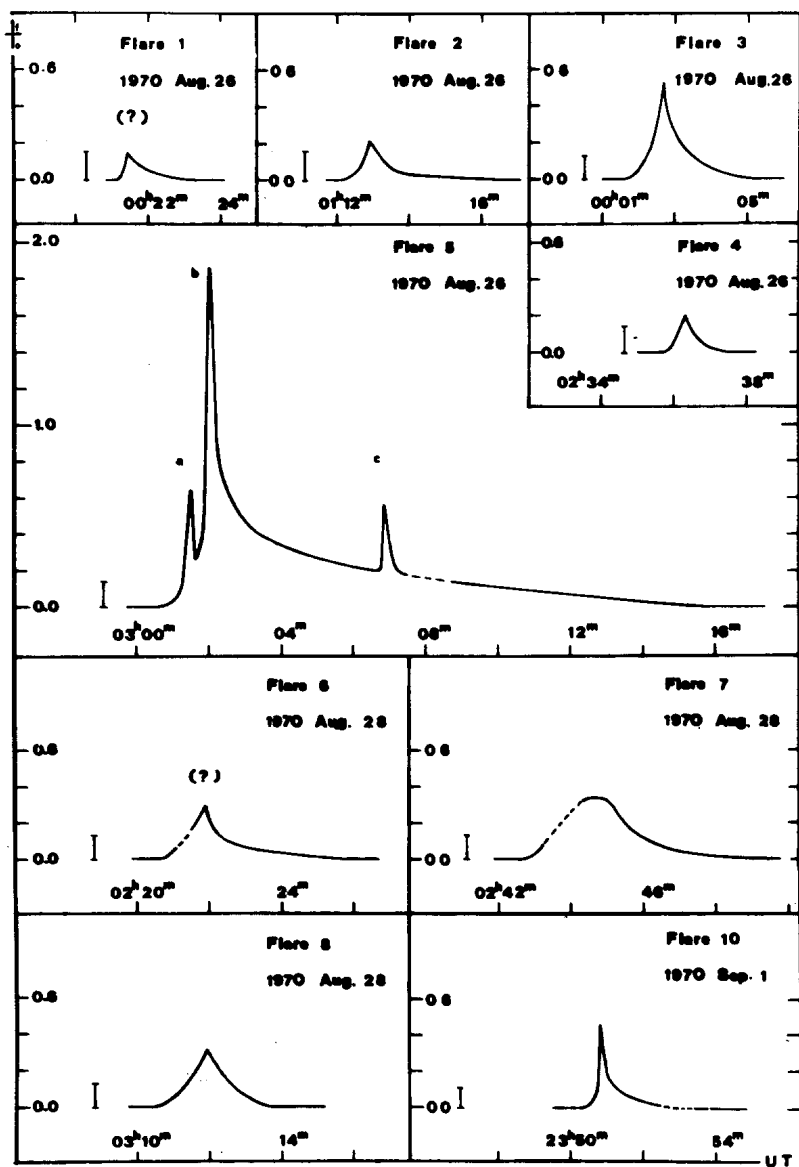 Flare 1
1970 Aug. 26
(?)
0.6
0.0
00ʰ22ᵐ 24ᵐ
Flare 2
1970 Aug. 26
0 6
0 0
01ʰ12ᵐ 16ᵐ
Flare 3
1970 Aug. 26
0.6
0.0
00ʰ01ᵐ 05ᵐ
Flare 4
1970 Aug. 26
0.6
0.0
02ʰ34ᵐ 38ᵐ
Flare 5
1970 Aug. 26
2.0
b
1.0
a
c
0.0
03ʰ00ᵐ 04ᵐ 08ᵐ 12ᵐ 16ᵐ
Flare 6
1970 Aug. 28
(?)
0.6
0.0
02ʰ20ᵐ 24ᵐ
Flare 7
1970 Aug. 28
0 6
0 0
02ʰ42ᵐ 46ᵐ
Flare 8
1970 Aug. 28
0.6
0.0
03ʰ10ᵐ 14ᵐ
Flare 10
1970 Sep. 1
0 6
0 0
23ʰ50ᵐ 54ᵐ
UT